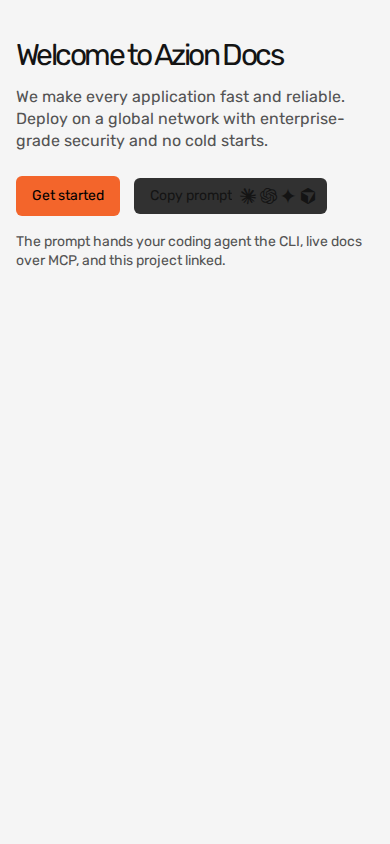 Welcome to Azion Docs
We make every application fast and reliable.
Deploy on a global network with enterprise-
grade security and no cold starts.
Get started
Copy prompt
The prompt hands your coding agent the CLI, live docs
over MCP, and this project linked.